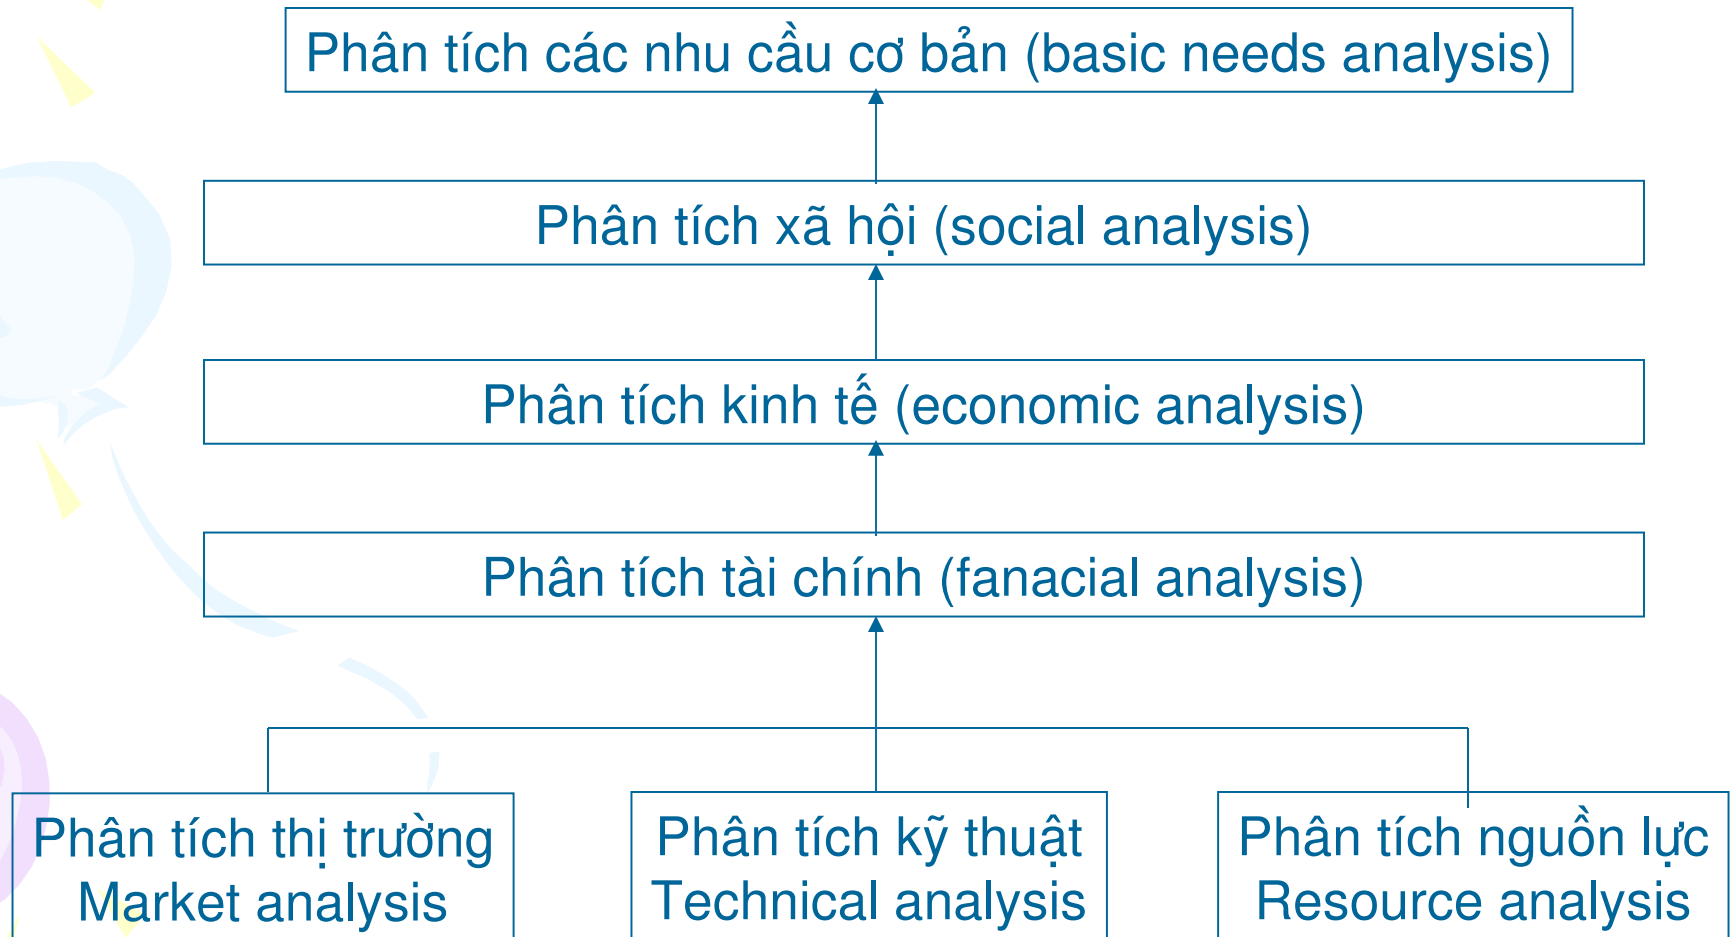 Phân tích các nhu cầu cơ bản (basic needs analysis)
Phân tích xã hội (social analysis)
Phân tích kinh tế (economic analysis)
Phân tích tài chính (fanacial analysis)
Phân tích thị trường
Market analysis
Phân tích kỹ thuật
Technical analysis
Phân tích nguồn lực
Resource analysis